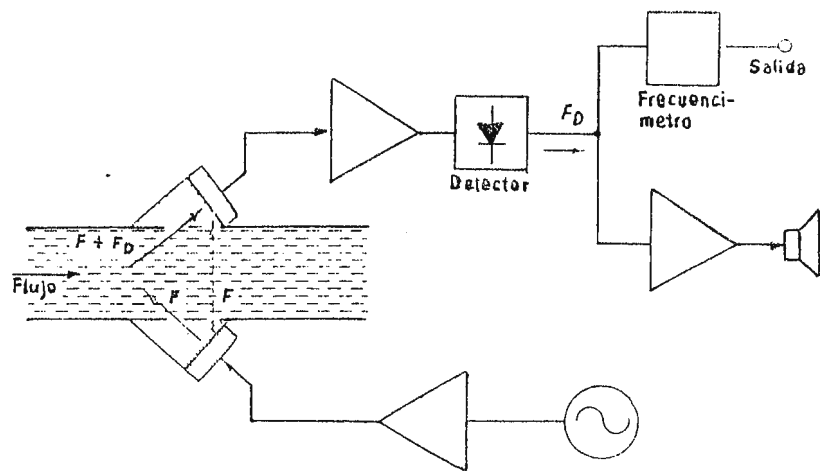 Salida
Frecuenci-
metro
F_D
Detector
F + F_D
Flujo
F
F